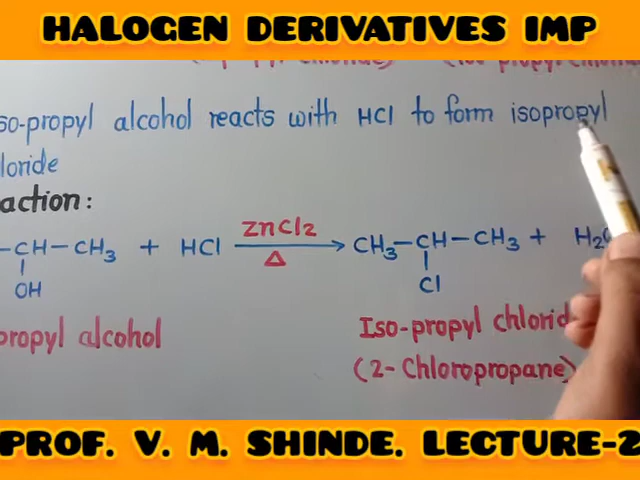 HALOGEN DERIVATIVES IMP
so-propyl alcohol reacts with HCl to form isopropyl
loride
action:
-CH-CH3 + HCl ZnCl2 Δ → CH3-CH-CH3 + H2
OH Cl
propyl alcohol Iso-propyl chlorid
(2-Chloropropane)
PROF. V. M. SHINDE. LECTURE-2